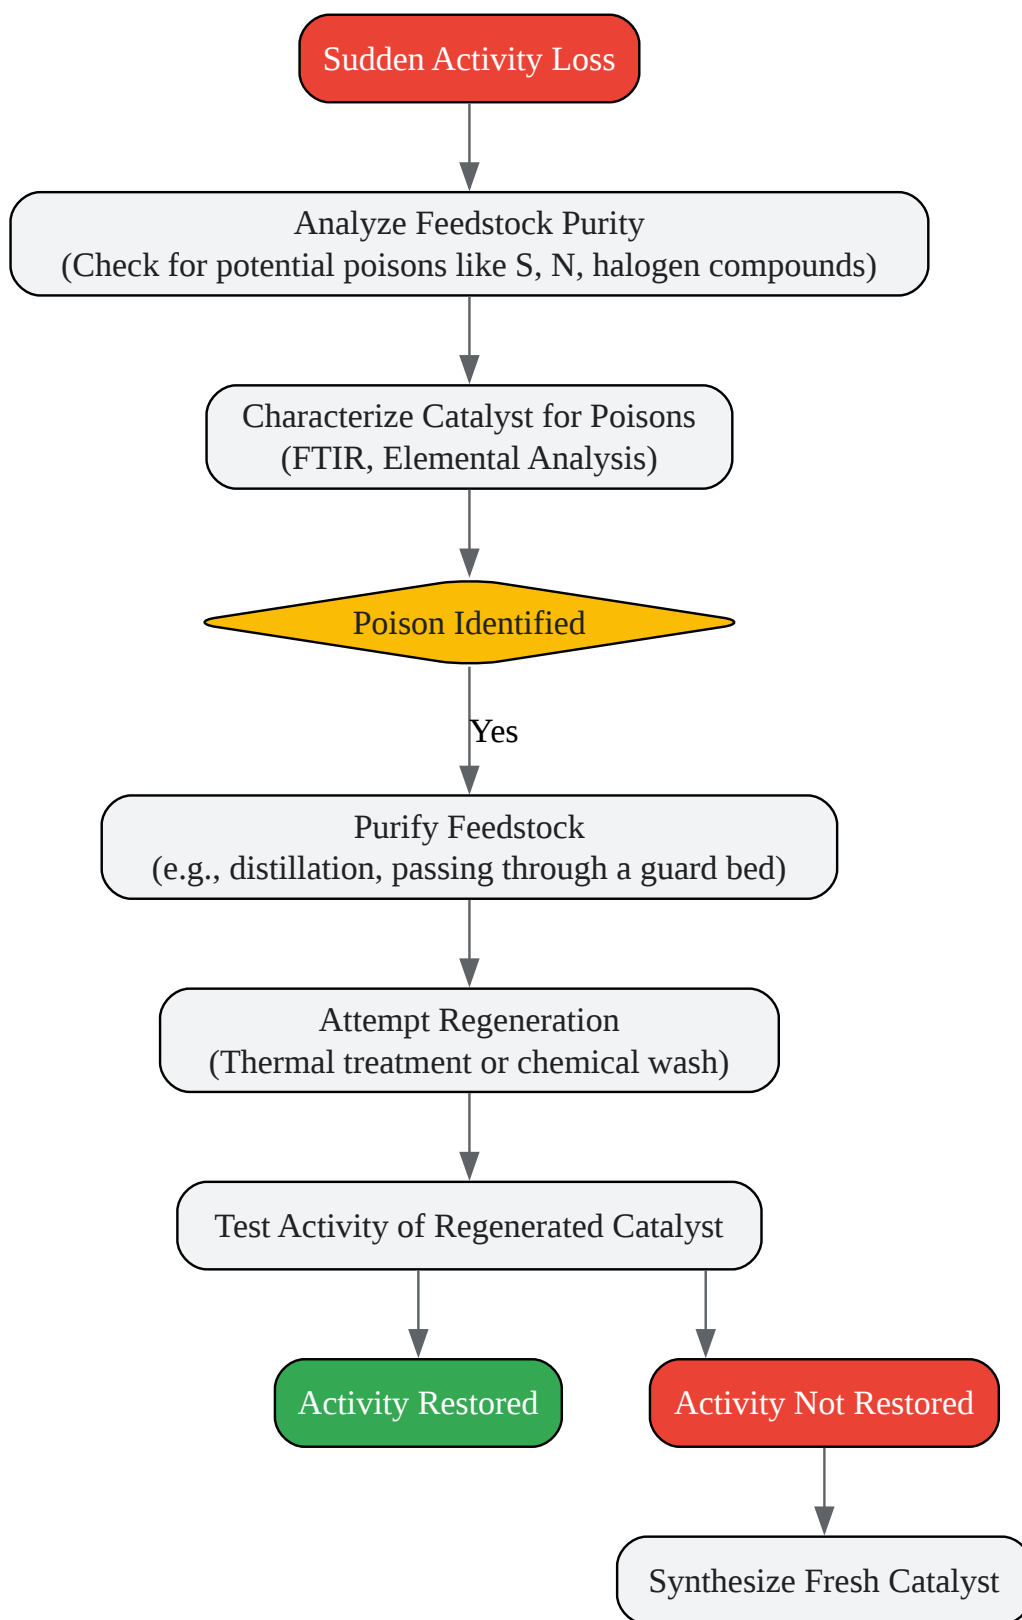 Sudden Activity Loss
Analyze Feedstock Purity
(Check for potential poisons like S, N, halogen compounds)
Characterize Catalyst for Poisons
(FTIR, Elemental Analysis)
Poison Identified
Yes
Purify Feedstock
(e.g., distillation, passing through a guard bed)
Attempt Regeneration
(Thermal treatment or chemical wash)
Test Activity of Regenerated Catalyst
Activity Restored
Activity Not Restored
Synthesize Fresh Catalyst